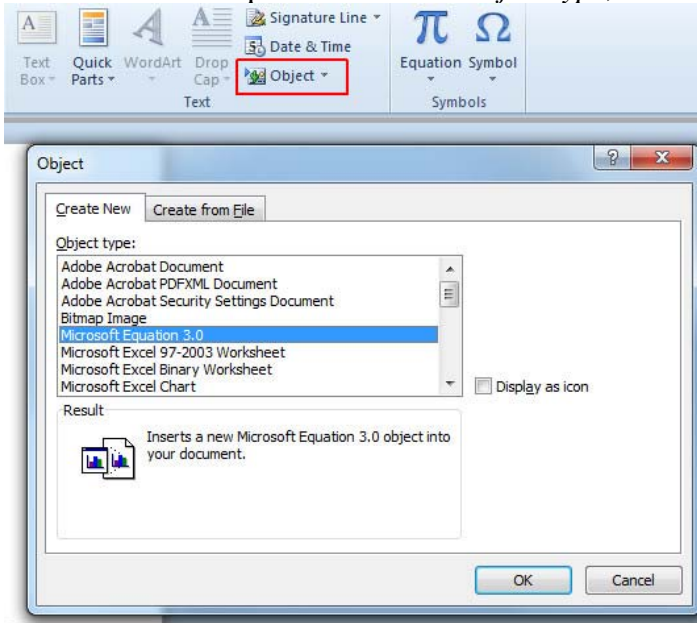 Signature Line
Date & Time
Text Box
Quick Parts
WordArt
Drop Cap
Object
Equation
Symbol
Text
Symbols
Object
Create New
Create from File
Object type:
Adobe Acrobat Document
Adobe Acrobat PDFXML Document
Adobe Acrobat Security Settings Document
Bitmap Image
Microsoft Equation 3.0
Microsoft Excel 97-2003 Worksheet
Microsoft Excel Binary Worksheet
Microsoft Excel Chart
Display as icon
Result
Inserts a new Microsoft Equation 3.0 object into
your document.
OK
Cancel